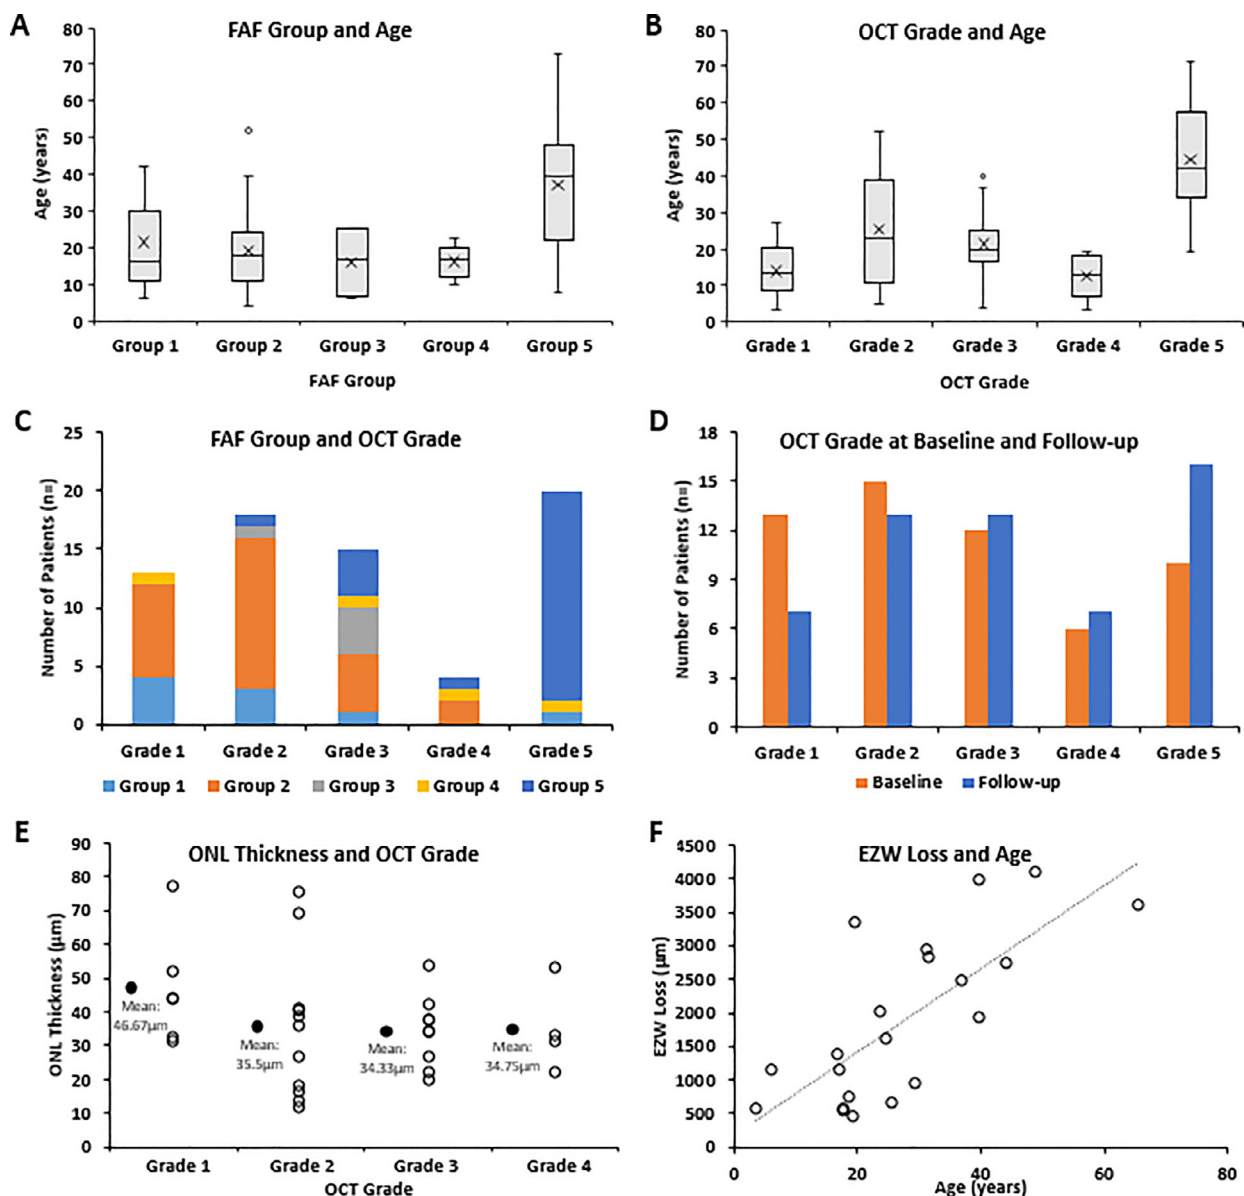 A
FAF Group and Age
Age (years)
80
70
60
50
40
30
20
10
0
Group 1 Group 2 Group 3 Group 4 Group 5
FAF Group
B
OCT Grade and Age
Age (years)
80
70
60
50
40
30
20
10
0
Grade 1 Grade 2 Grade 3 Grade 4 Grade 5
OCT Grade
C
FAF Group and OCT Grade
Number of Patients (n=)
25
20
15
10
5
0
Grade 1 Grade 2 Grade 3 Grade 4 Grade 5
Group 1 Group 2 Group 3 Group 4 Group 5
D
OCT Grade at Baseline and Follow-up
Number of Patients (n=)
18
15
12
9
6
3
0
Grade 1 Grade 2 Grade 3 Grade 4 Grade 5
Baseline Follow-up
E
ONL Thickness and OCT Grade
ONL Thickness (µm)
90
80
70
60
50
40
30
20
10
0
Mean:
46.67µm
Mean:
35.5µm
Mean:
34.33µm
Mean:
34.75µm
Grade 1 Grade 2 Grade 3 Grade 4
OCT Grade
F
EZW Loss and Age
EZW Loss (µm)
4500
4000
3500
3000
2500
2000
1500
1000
500
0
0 20 40 60 80
Age (years)